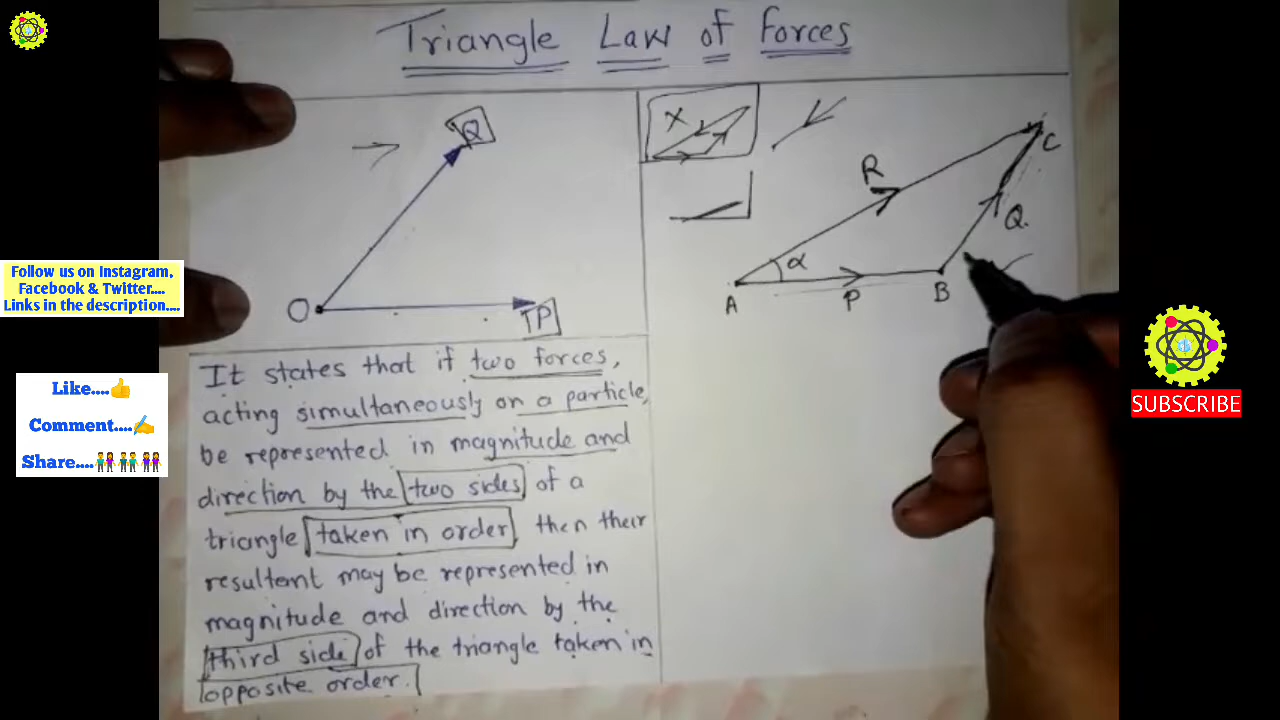 Triangle Law of Forces
Q
O
P
It states that if two forces,
acting simultaneously on a particle,
be represented in magnitude and
direction by the two sides of a
triangle taken in order, then their
resultant may be represented in
magnitude and direction by the
third side of the triangle taken in
opposite order.
X
R
C
Q
α
A
P
B
Follow us on Instagram,
Facebook & Twitter....
Links in the description....
Like....👍
Comment....✍
Share....👫👬👭
SUBSCRIBE